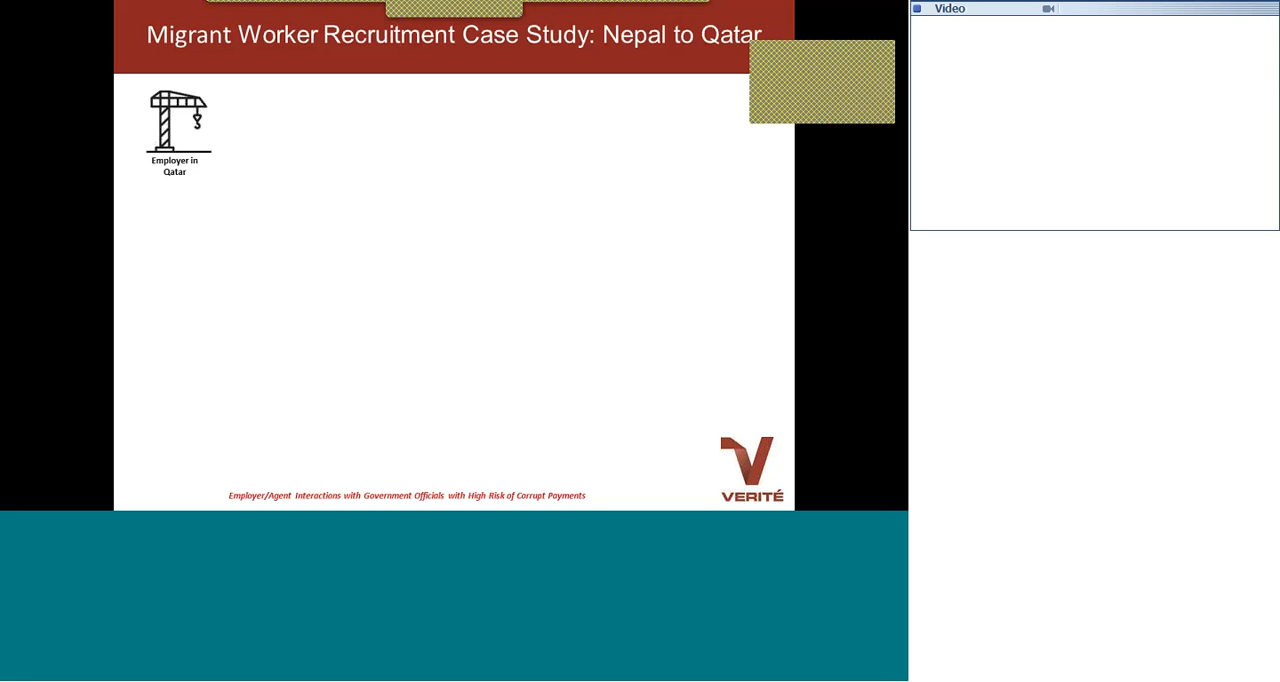 Video
Migrant Worker Recruitment Case Study: Nepal to Qatar
Employer in
Qatar
VERITÉ
Employer/Agent Interactions with Government Officials with High Risk of Corrupt Payments